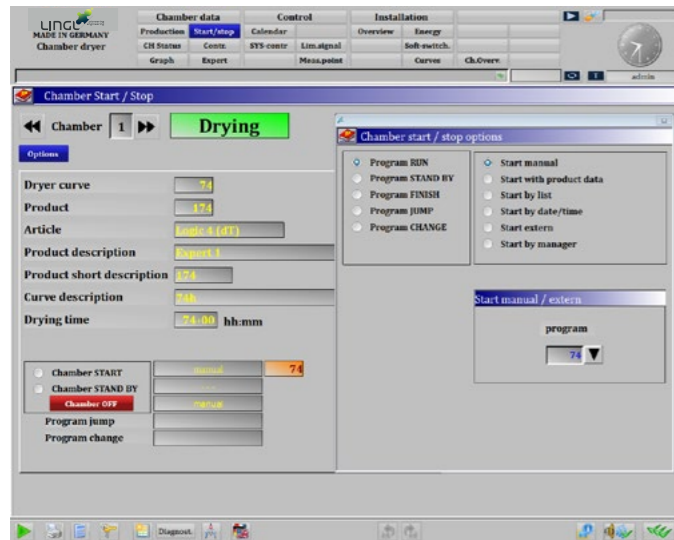 LINGL
MADE IN GERMANY
Chamber dryer
Chamber data Control Installation
Production Start/stop Calendar Overview Energy
CH Status Contr. SYS-contr Lim.signal Soft-switch.
Graph Expert Meas.point Curves Ch.Overv.
admin
Chamber Start / Stop
Chamber 1 Drying
Options
Dryer curve 74
Product 174
Article Logic 4 (dT)
Product description Expert 1
Product short description 174
Curve description 74h
Drying time 74:00 hh:mm
Chamber START manual 74
Chamber STAND BY ---
Chamber OFF manual
Program jump
Program change
Chamber start / stop options
Program RUN
Program STAND BY
Program FINISH
Program JUMP
Program CHANGE
Start manual
Start with product data
Start by list
Start by date/time
Start extern
Start by manager
Start manual / extern
program
74
Diagnost.